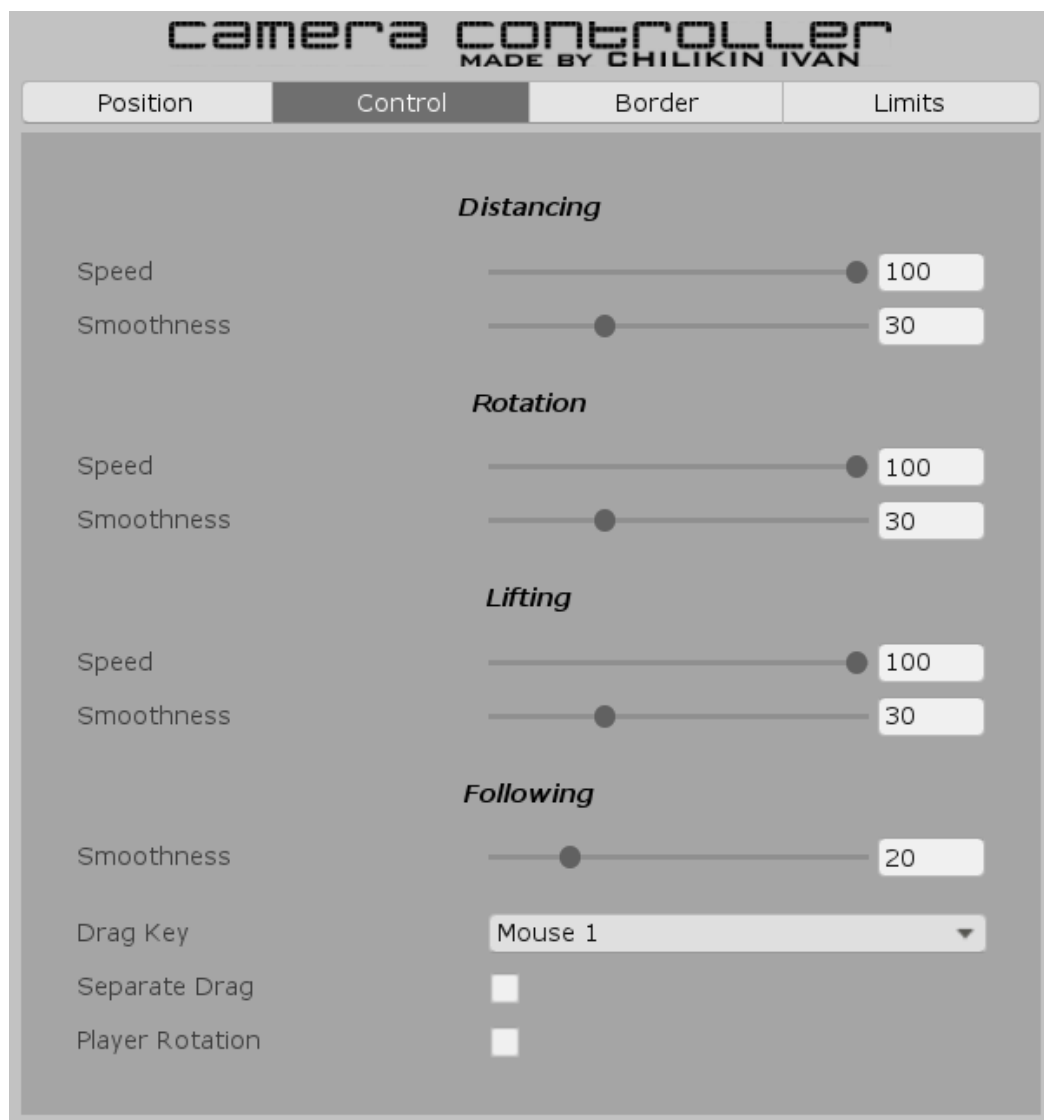 camera controller
MADE BY CHILIKIN IVAN
Position Control Border Limits
Distancing
Speed 100
Smoothness 30
Rotation
Speed 100
Smoothness 30
Lifting
Speed 100
Smoothness 30
Following
Smoothness 20
Drag Key Mouse 1
Separate Drag
Player Rotation